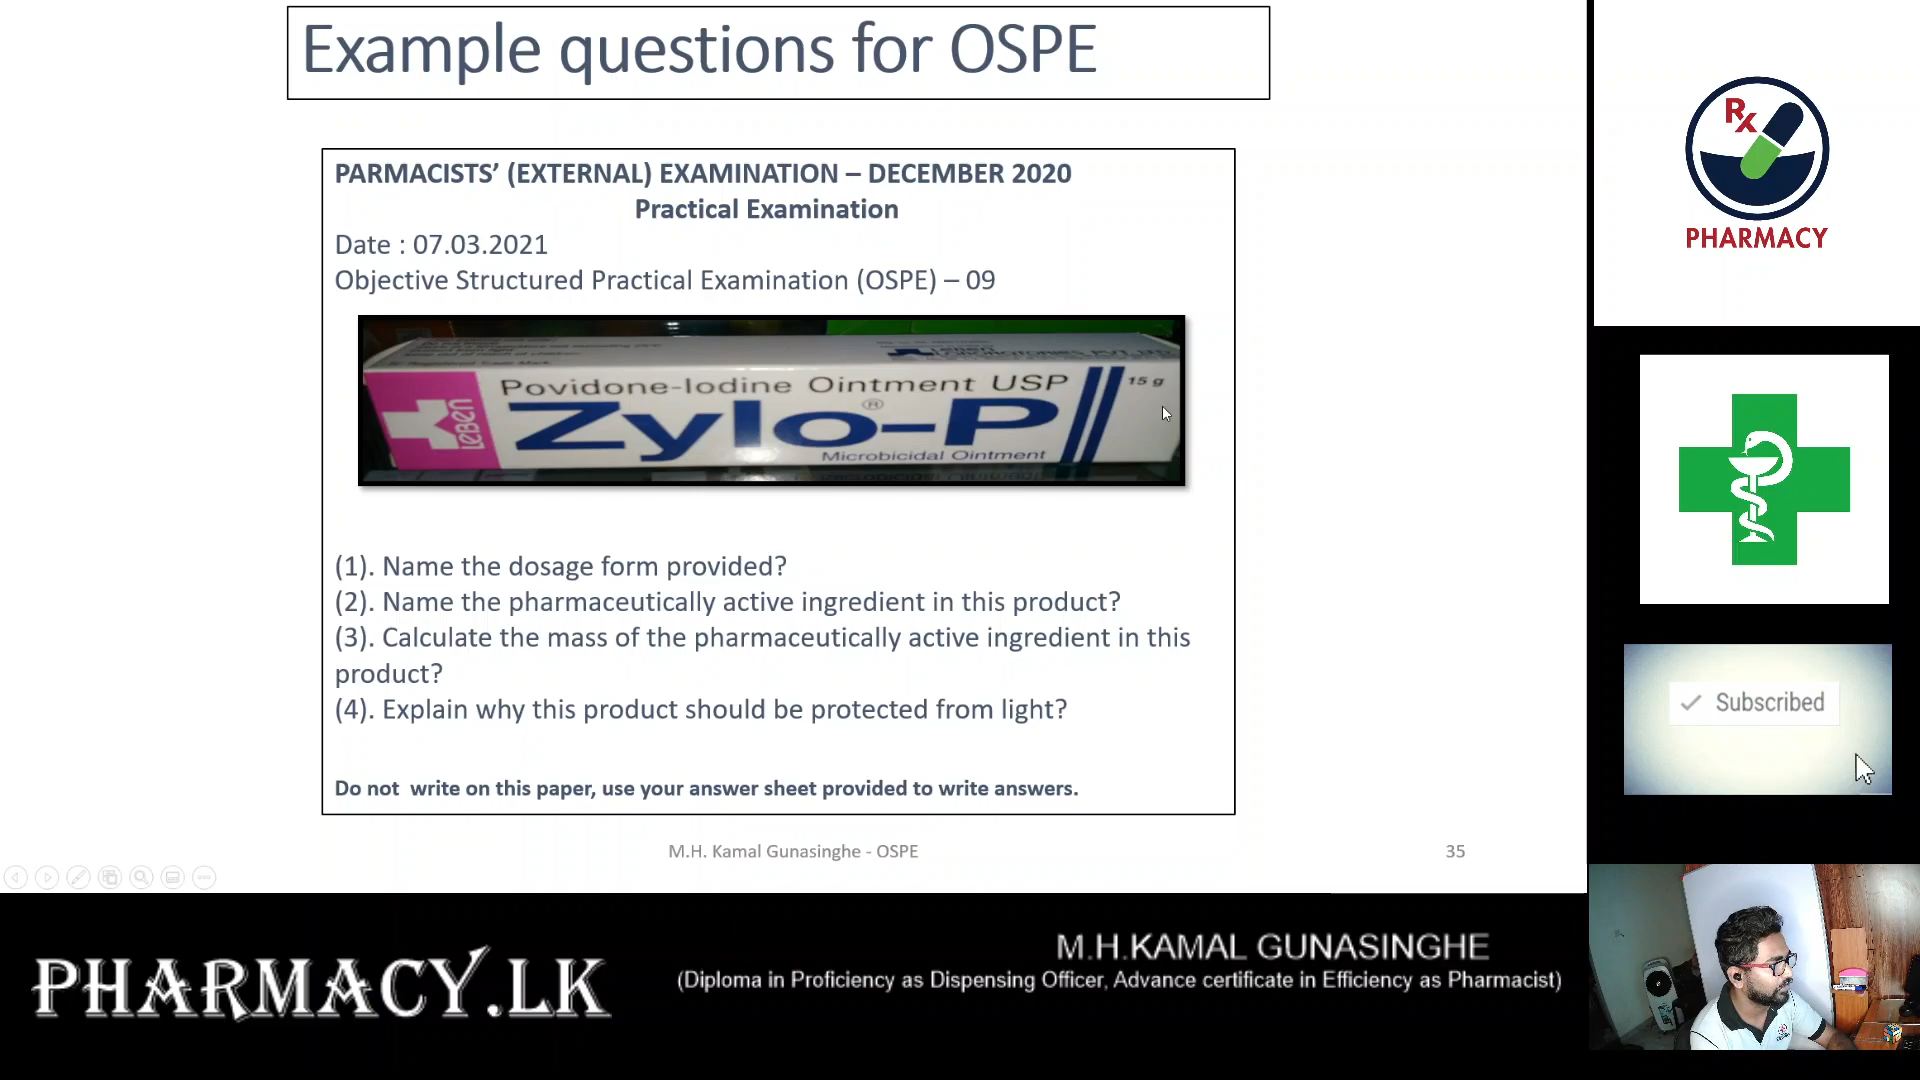 Example questions for OSPE
PARMACISTS’ (EXTERNAL) EXAMINATION – DECEMBER 2020
Practical Examination
Date : 07.03.2021
Objective Structured Practical Examination (OSPE) – 09
Povidone-Iodine Ointment USP
15 g
LEBEN
Zylo-P
®
Microbicidal Ointment
(1). Name the dosage form provided?
(2). Name the pharmaceutically active ingredient in this product?
(3). Calculate the mass of the pharmaceutically active ingredient in this
product?
(4). Explain why this product should be protected from light?
Do not write on this paper, use your answer sheet provided to write answers.
M.H. Kamal Gunasinghe - OSPE
35
Rx
PHARMACY
Subscribed
PHARMACY.LK
M.H.KAMAL GUNASINGHE
(Diploma in Proficiency as Dispensing Officer, Advance certificate in Efficiency as Pharmacist)